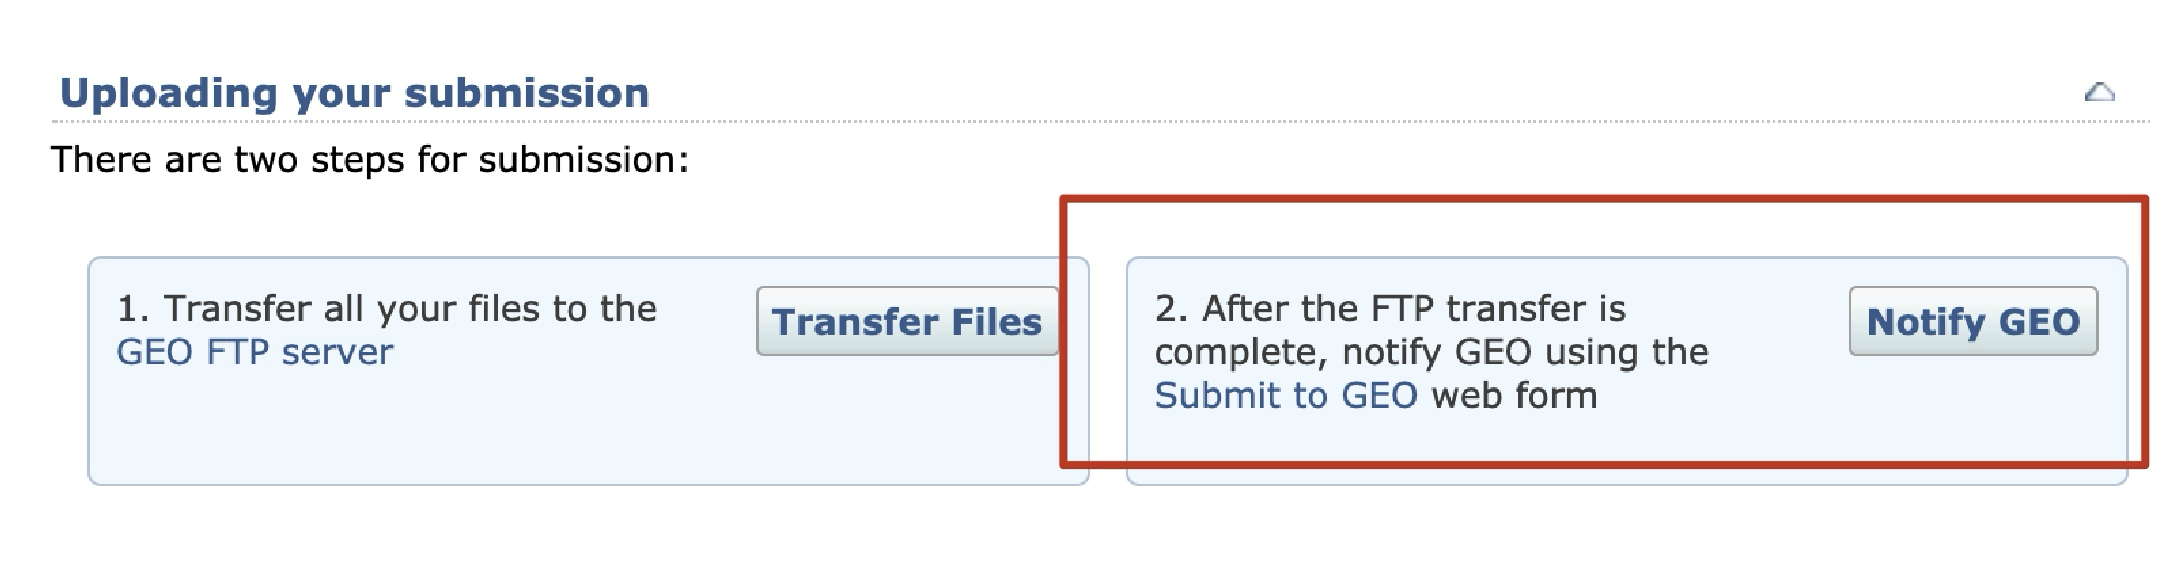 Uploading your submission
There are two steps for submission:
1. Transfer all your files to the
GEO FTP server
Transfer Files
2. After the FTP transfer is
complete, notify GEO using the
Submit to GEO web form
Notify GEO